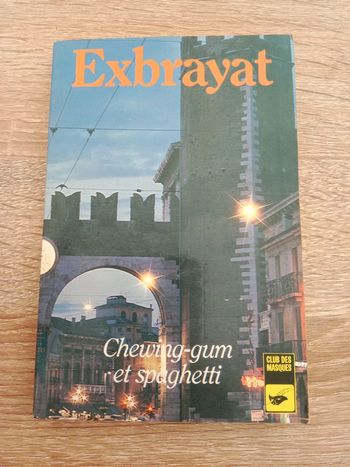 Exbrayat
Chewing-gum
et spaghetti
CLUB DES
MASQUES